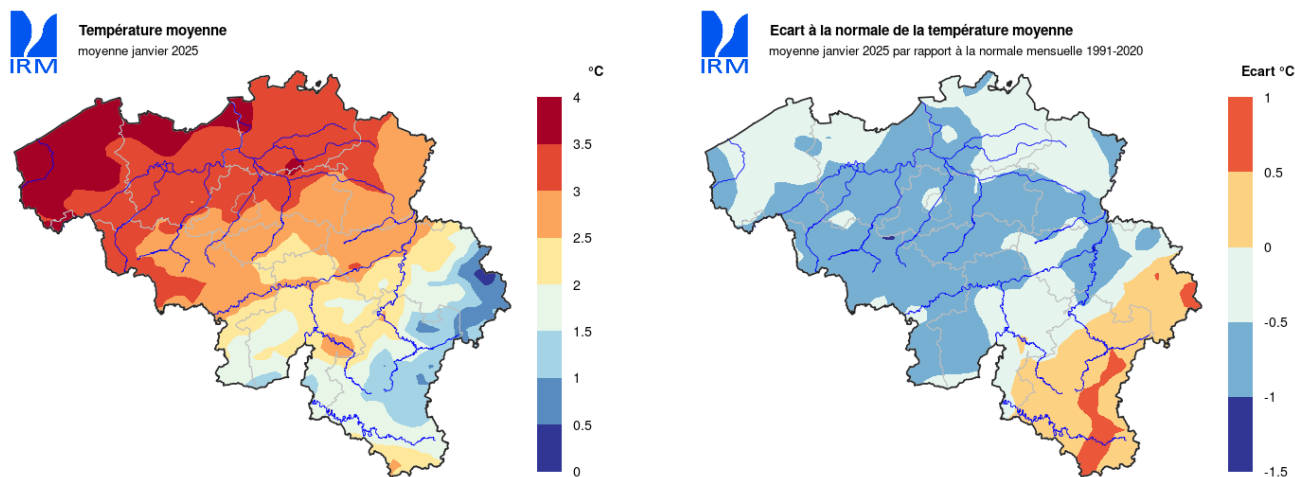 Température moyenne
moyenne janvier 2025
IRM
°C
4
3.5
3
2.5
2
1.5
1
0.5
0
Ecart à la normale de la température moyenne
moyenne janvier 2025 par rapport à la normale mensuelle 1991-2020
IRM
Ecart °C
1
0.5
0
-0.5
-1
-1.5